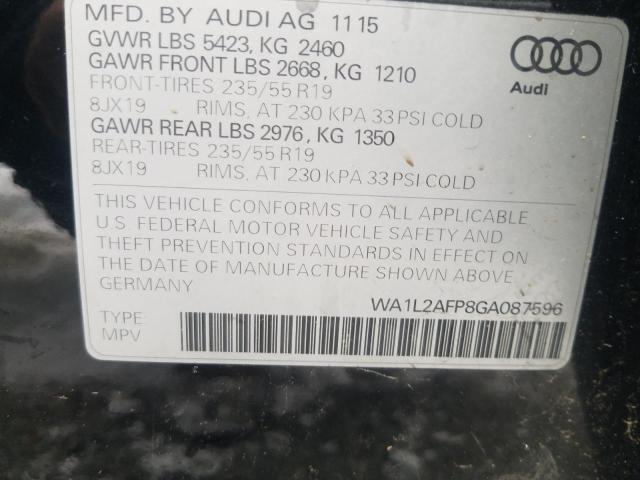 MFD. BY AUDI AG 11 15
GVWR LBS 5423, KG 2460
GAWR FRONT LBS 2668, KG 1210
FRONT-TIRES 235/55 R19
8JX19 RIMS, AT 230 KPA 33 PSI COLD
GAWR REAR LBS 2976, KG 1350
REAR-TIRES 235/55 R19
8JX19 RIMS, AT 230 KPA 33 PSI COLD
Audi
THIS VEHICLE CONFORMS TO ALL APPLICABLE
U.S. FEDERAL MOTOR VEHICLE SAFETY AND
THEFT PREVENTION STANDARDS IN EFFECT ON
THE DATE OF MANUFACTURE SHOWN ABOVE
GERMANY
WA1L2AFP8GA087596
TYPE
MPV